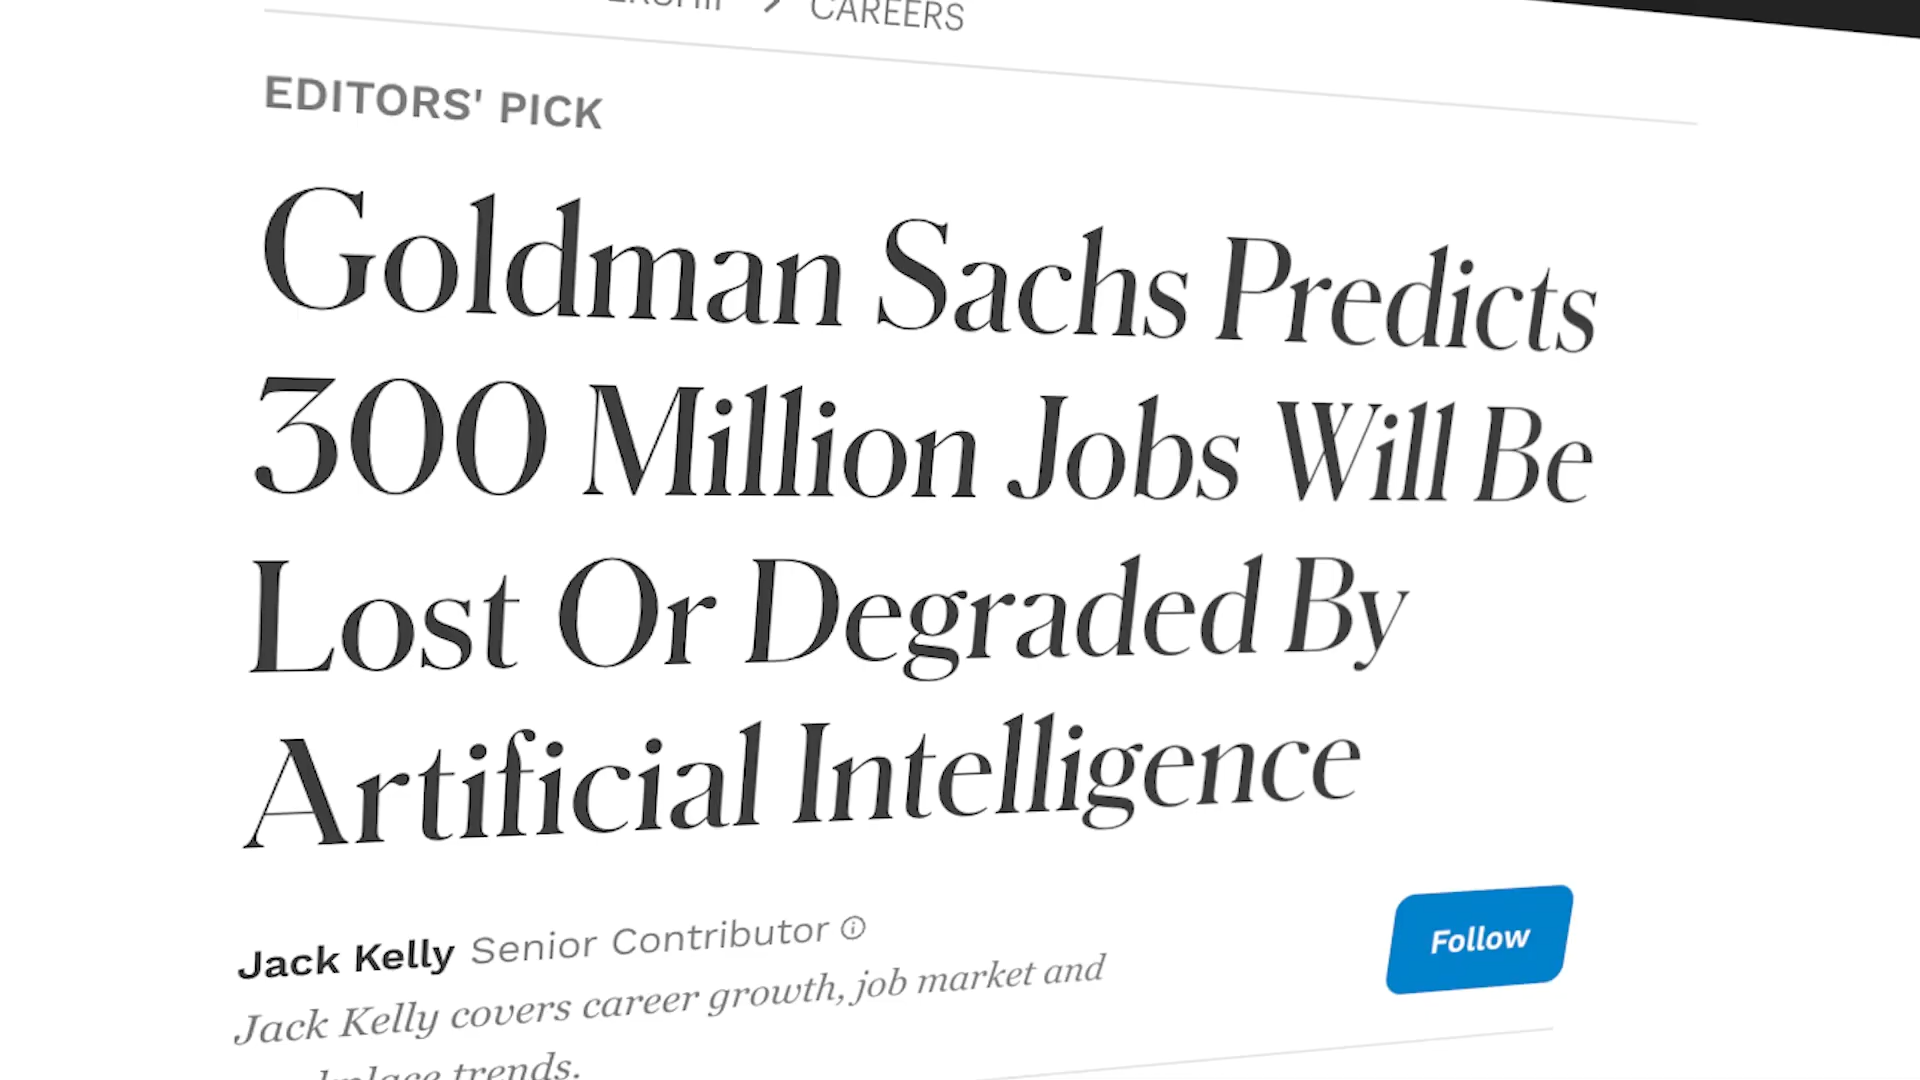 CAREERS
EDITORS' PICK
Goldman Sachs Predicts
300 Million Jobs Will Be
Lost Or Degraded By
Artificial Intelligence
Jack Kelly Senior Contributor
Follow
Jack Kelly covers career growth, job market and
trends.